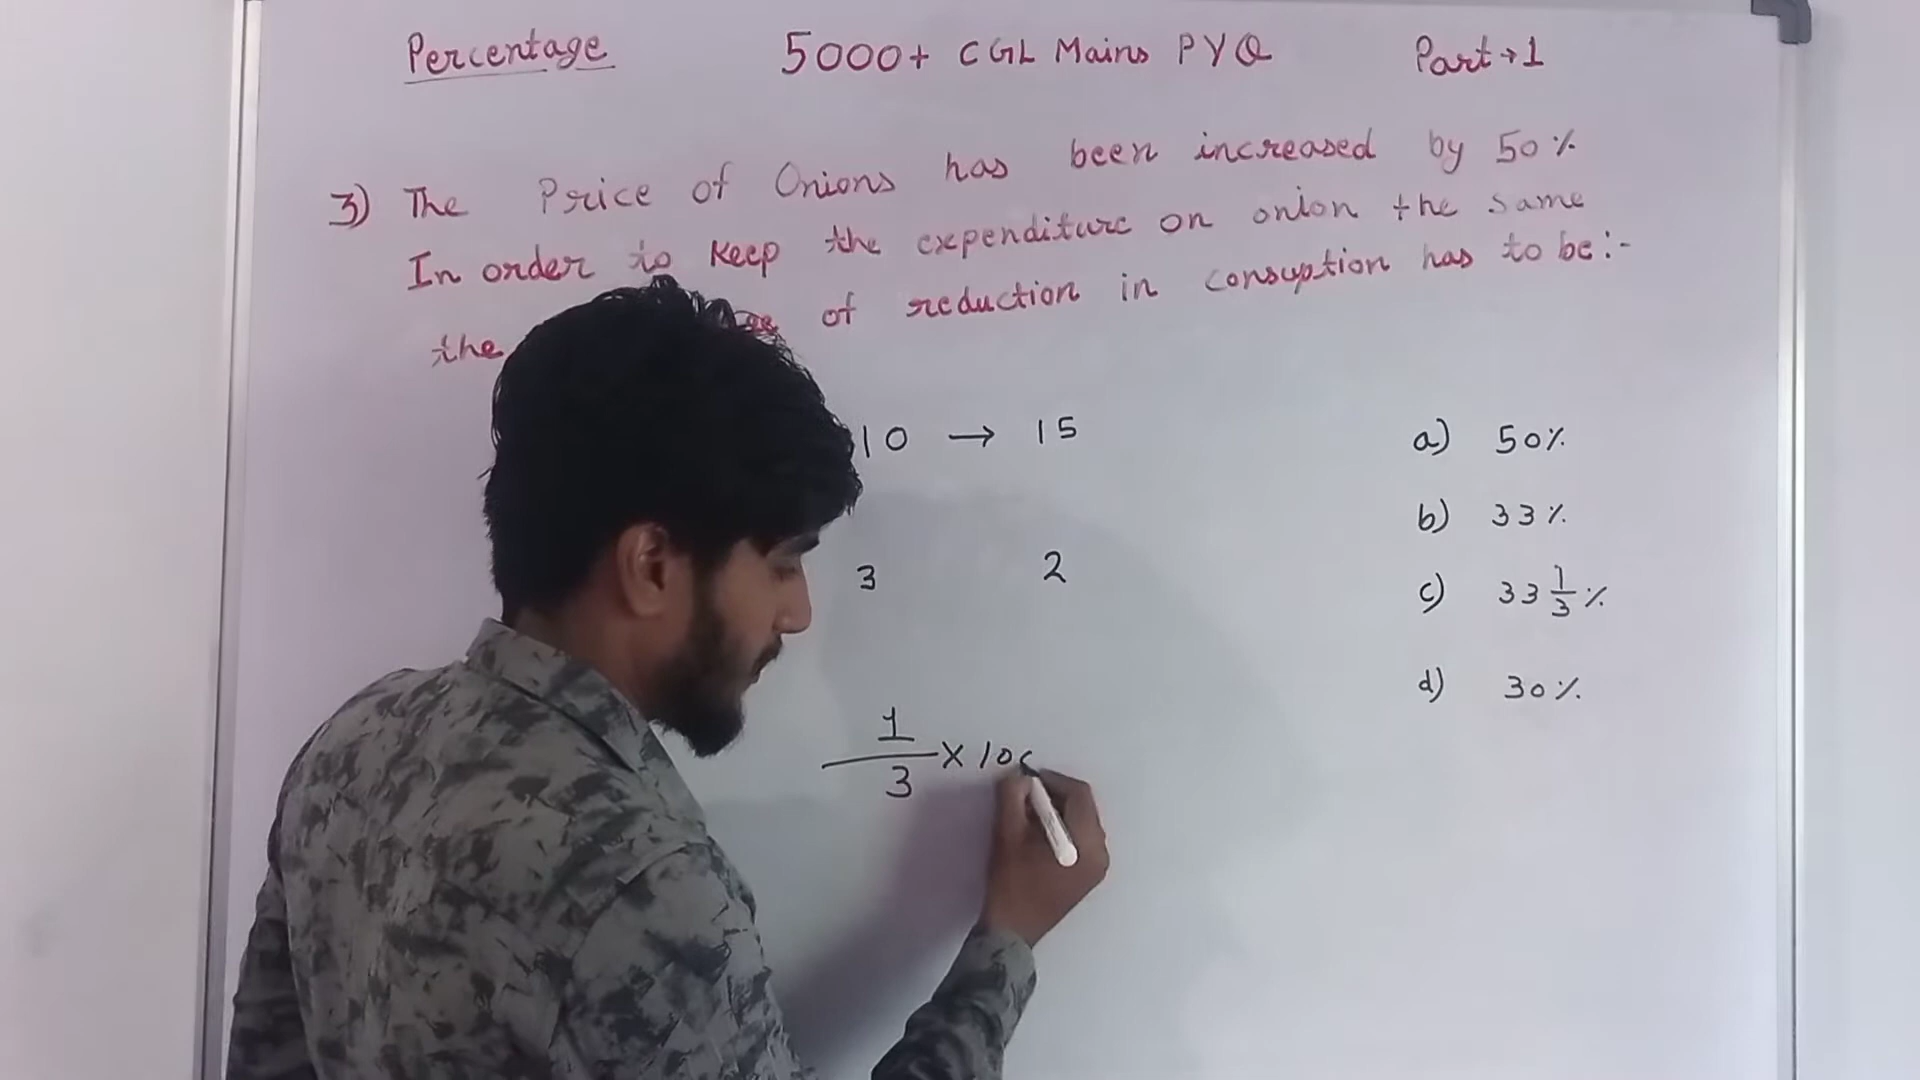 Percentage 5000+ CGL Mains PYQ Part→1
3) The Price of Onions has been increased by 50%
In order to keep the expenditure on onion the same
the of reduction in consuption has to be:-
10 → 15
a) 50%
b) 33%
3 2
c) 33 1/3 %
d) 30%
1/3 × 100